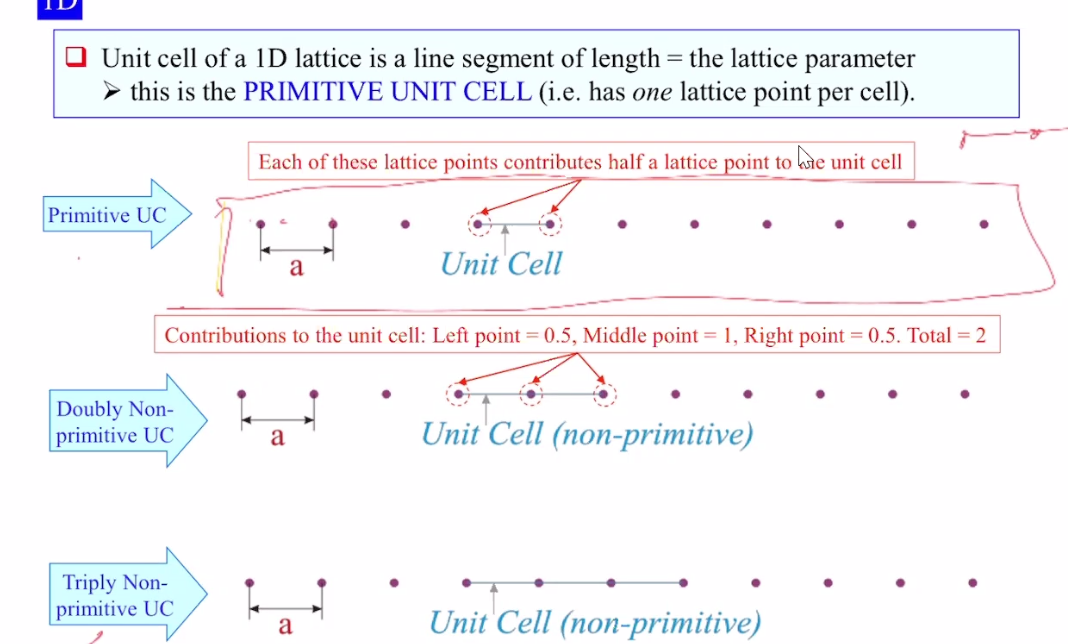 1D
Unit cell of a 1D lattice is a line segment of length = the lattice parameter
➤ this is the PRIMITIVE UNIT CELL (i.e. has one lattice point per cell).
Each of these lattice points contributes half a lattice point to the unit cell
Primitive UC
a
Unit Cell
Contributions to the unit cell: Left point = 0.5, Middle point = 1, Right point = 0.5. Total = 2
Doubly Non-
primitive UC
a
Unit Cell (non-primitive)
Triply Non-
primitive UC
a
Unit Cell (non-primitive)